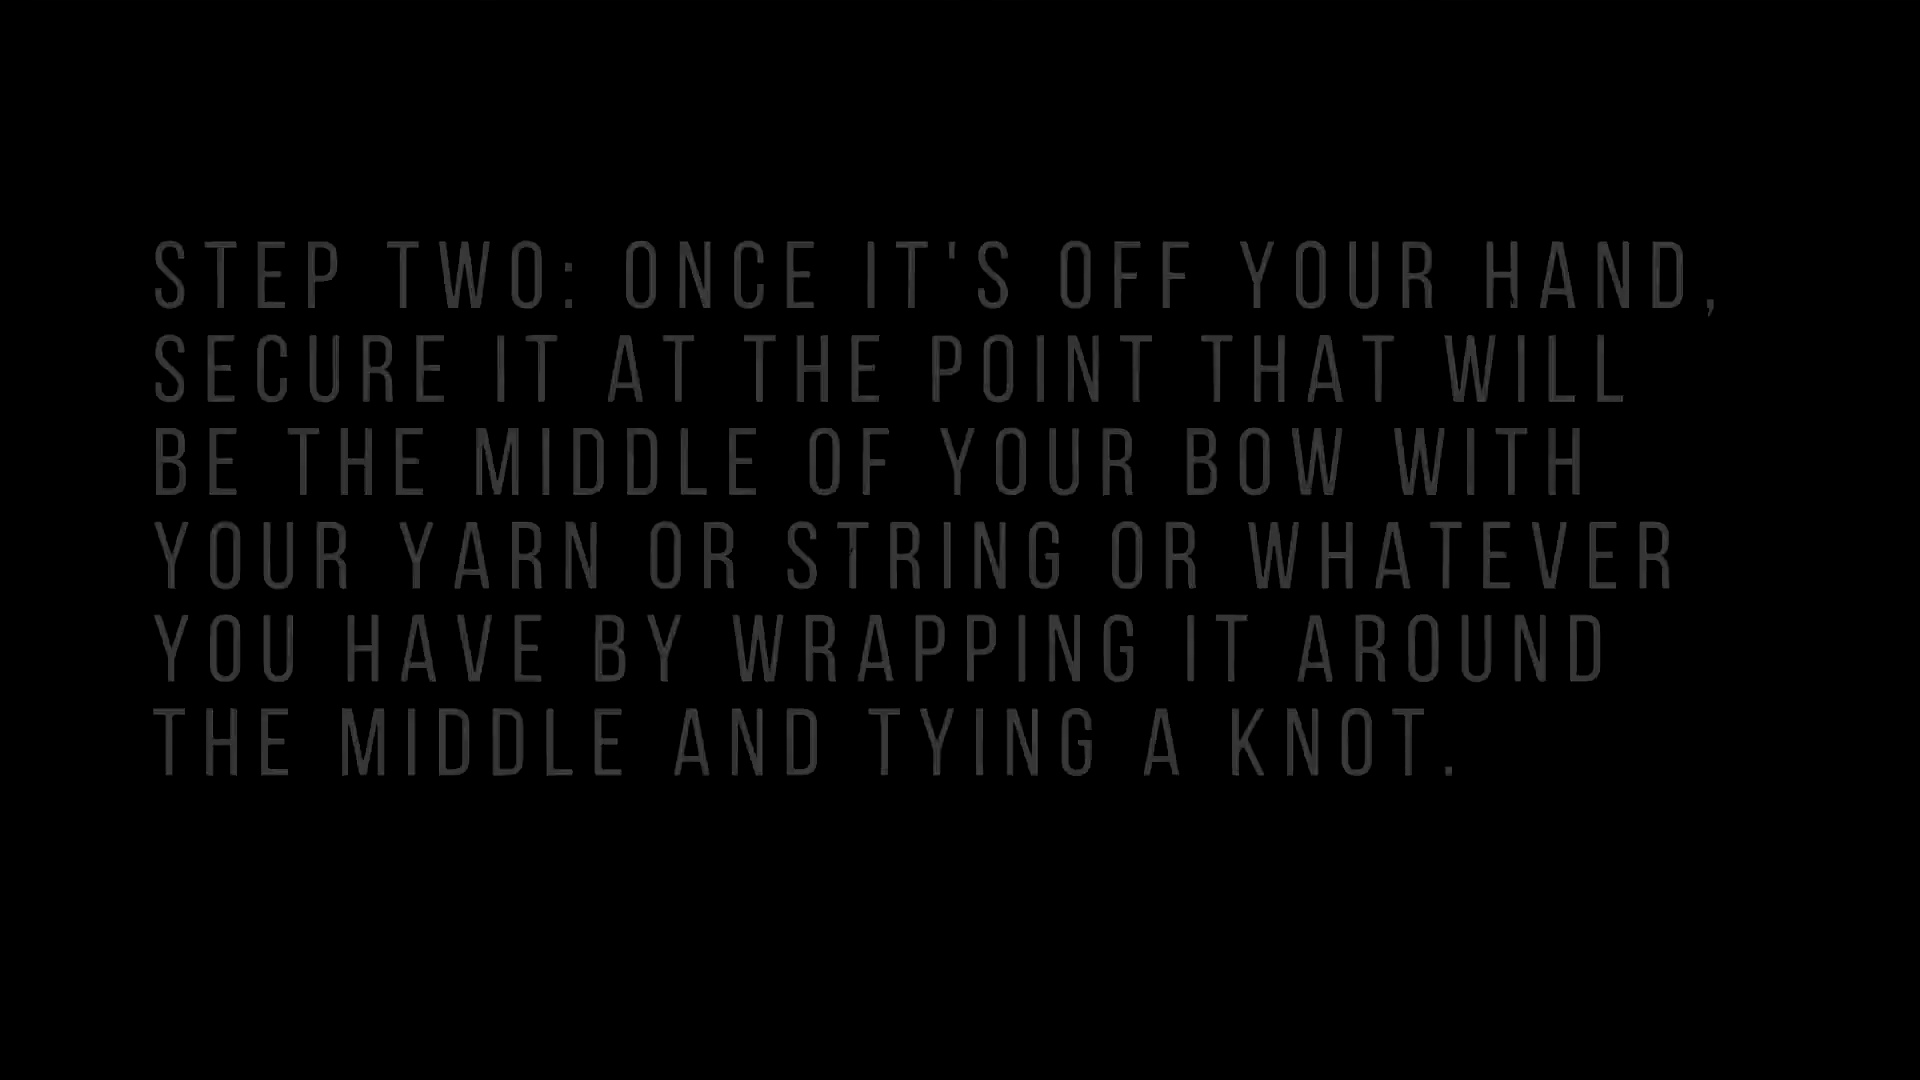 STEP TWO: ONCE IT'S OFF YOUR HAND,
SECURE IT AT THE POINT THAT WILL
BE THE MIDDLE OF YOUR BOW WITH
YOUR YARN OR STRING OR WHATEVER
YOU HAVE BY WRAPPING IT AROUND
THE MIDDLE AND TYING A KNOT.